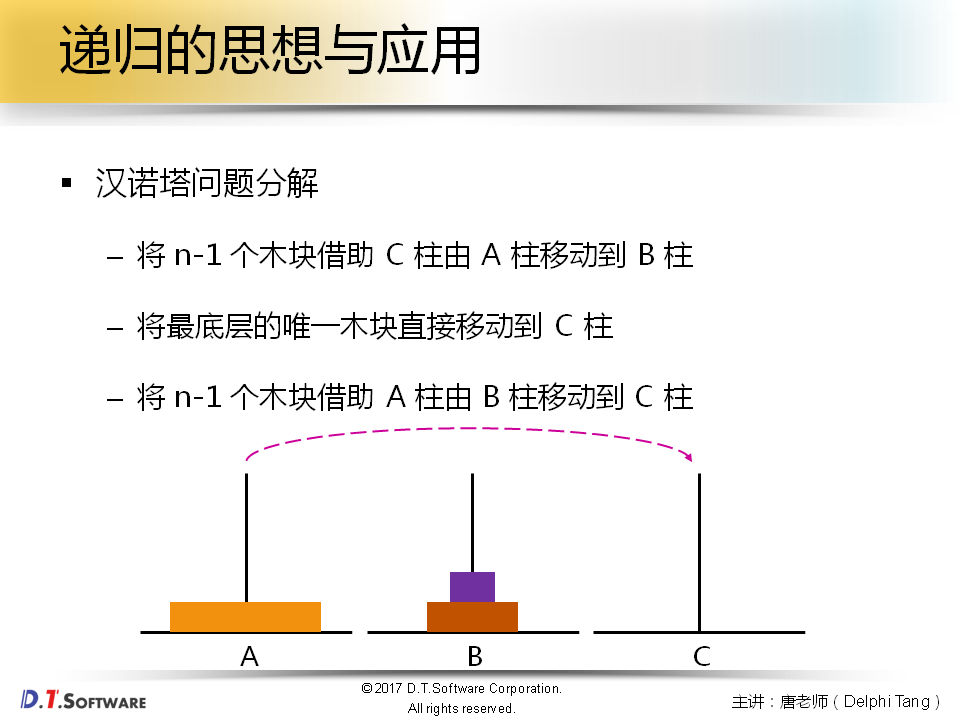 递归的思想与应用
▪ 汉诺塔问题分解
– 将 n-1 个木块借助 C 柱由 A 柱移动到 B 柱
– 将最底层的唯一木块直接移动到 C 柱
– 将 n-1 个木块借助 A 柱由 B 柱移动到 C 柱
A B C
D.T.SOFTWARE
©2017 D.T.Software Corporation.
All rights reserved.
主讲：唐老师（Delphi Tang）